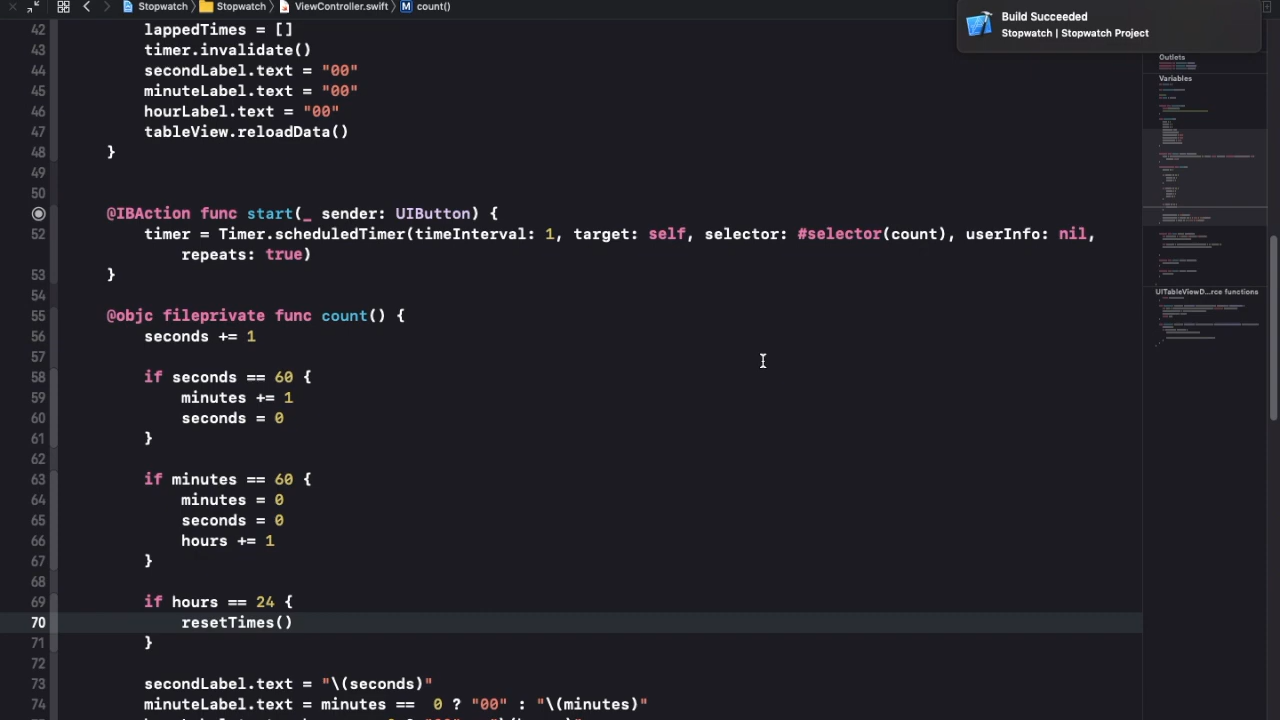 Stopwatch
Stopwatch
ViewController.swift
M count()
Build Succeeded
Stopwatch | Stopwatch Project
42 lappedTimes = []
43 timer.invalidate()
44 secondLabel.text = "00"
45 minuteLabel.text = "00"
46 hourLabel.text = "00"
47 tableView.reloadData()
48 }
49
50
@IBAction func start(_ sender: UIButton) {
52 timer = Timer.scheduledTimer(timeInterval: 1, target: self, selector: #selector(count), userInfo: nil,
repeats: true)
53 }
54
55 @objc fileprivate func count() {
56 seconds += 1
57
58 if seconds == 60 {
59 minutes += 1
60 seconds = 0
61 }
62
63 if minutes == 60 {
64 minutes = 0
65 seconds = 0
66 hours += 1
67 }
68
69 if hours == 24 {
70 resetTimes()
71 }
72
73 secondLabel.text = "\(seconds)"
74 minuteLabel.text = minutes == 0 ? "00" : "\(minutes)"
Outlets
Variables
UITableViewD...rce functions